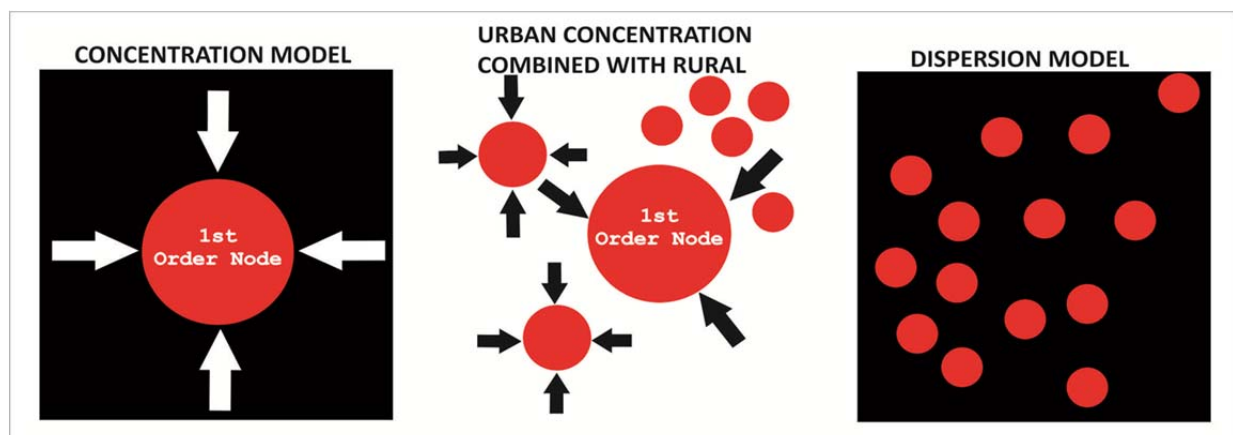 CONCENTRATION MODEL
1st
Order Node
URBAN CONCENTRATION
COMBINED WITH RURAL
1st
Order Node
DISPERSION MODEL